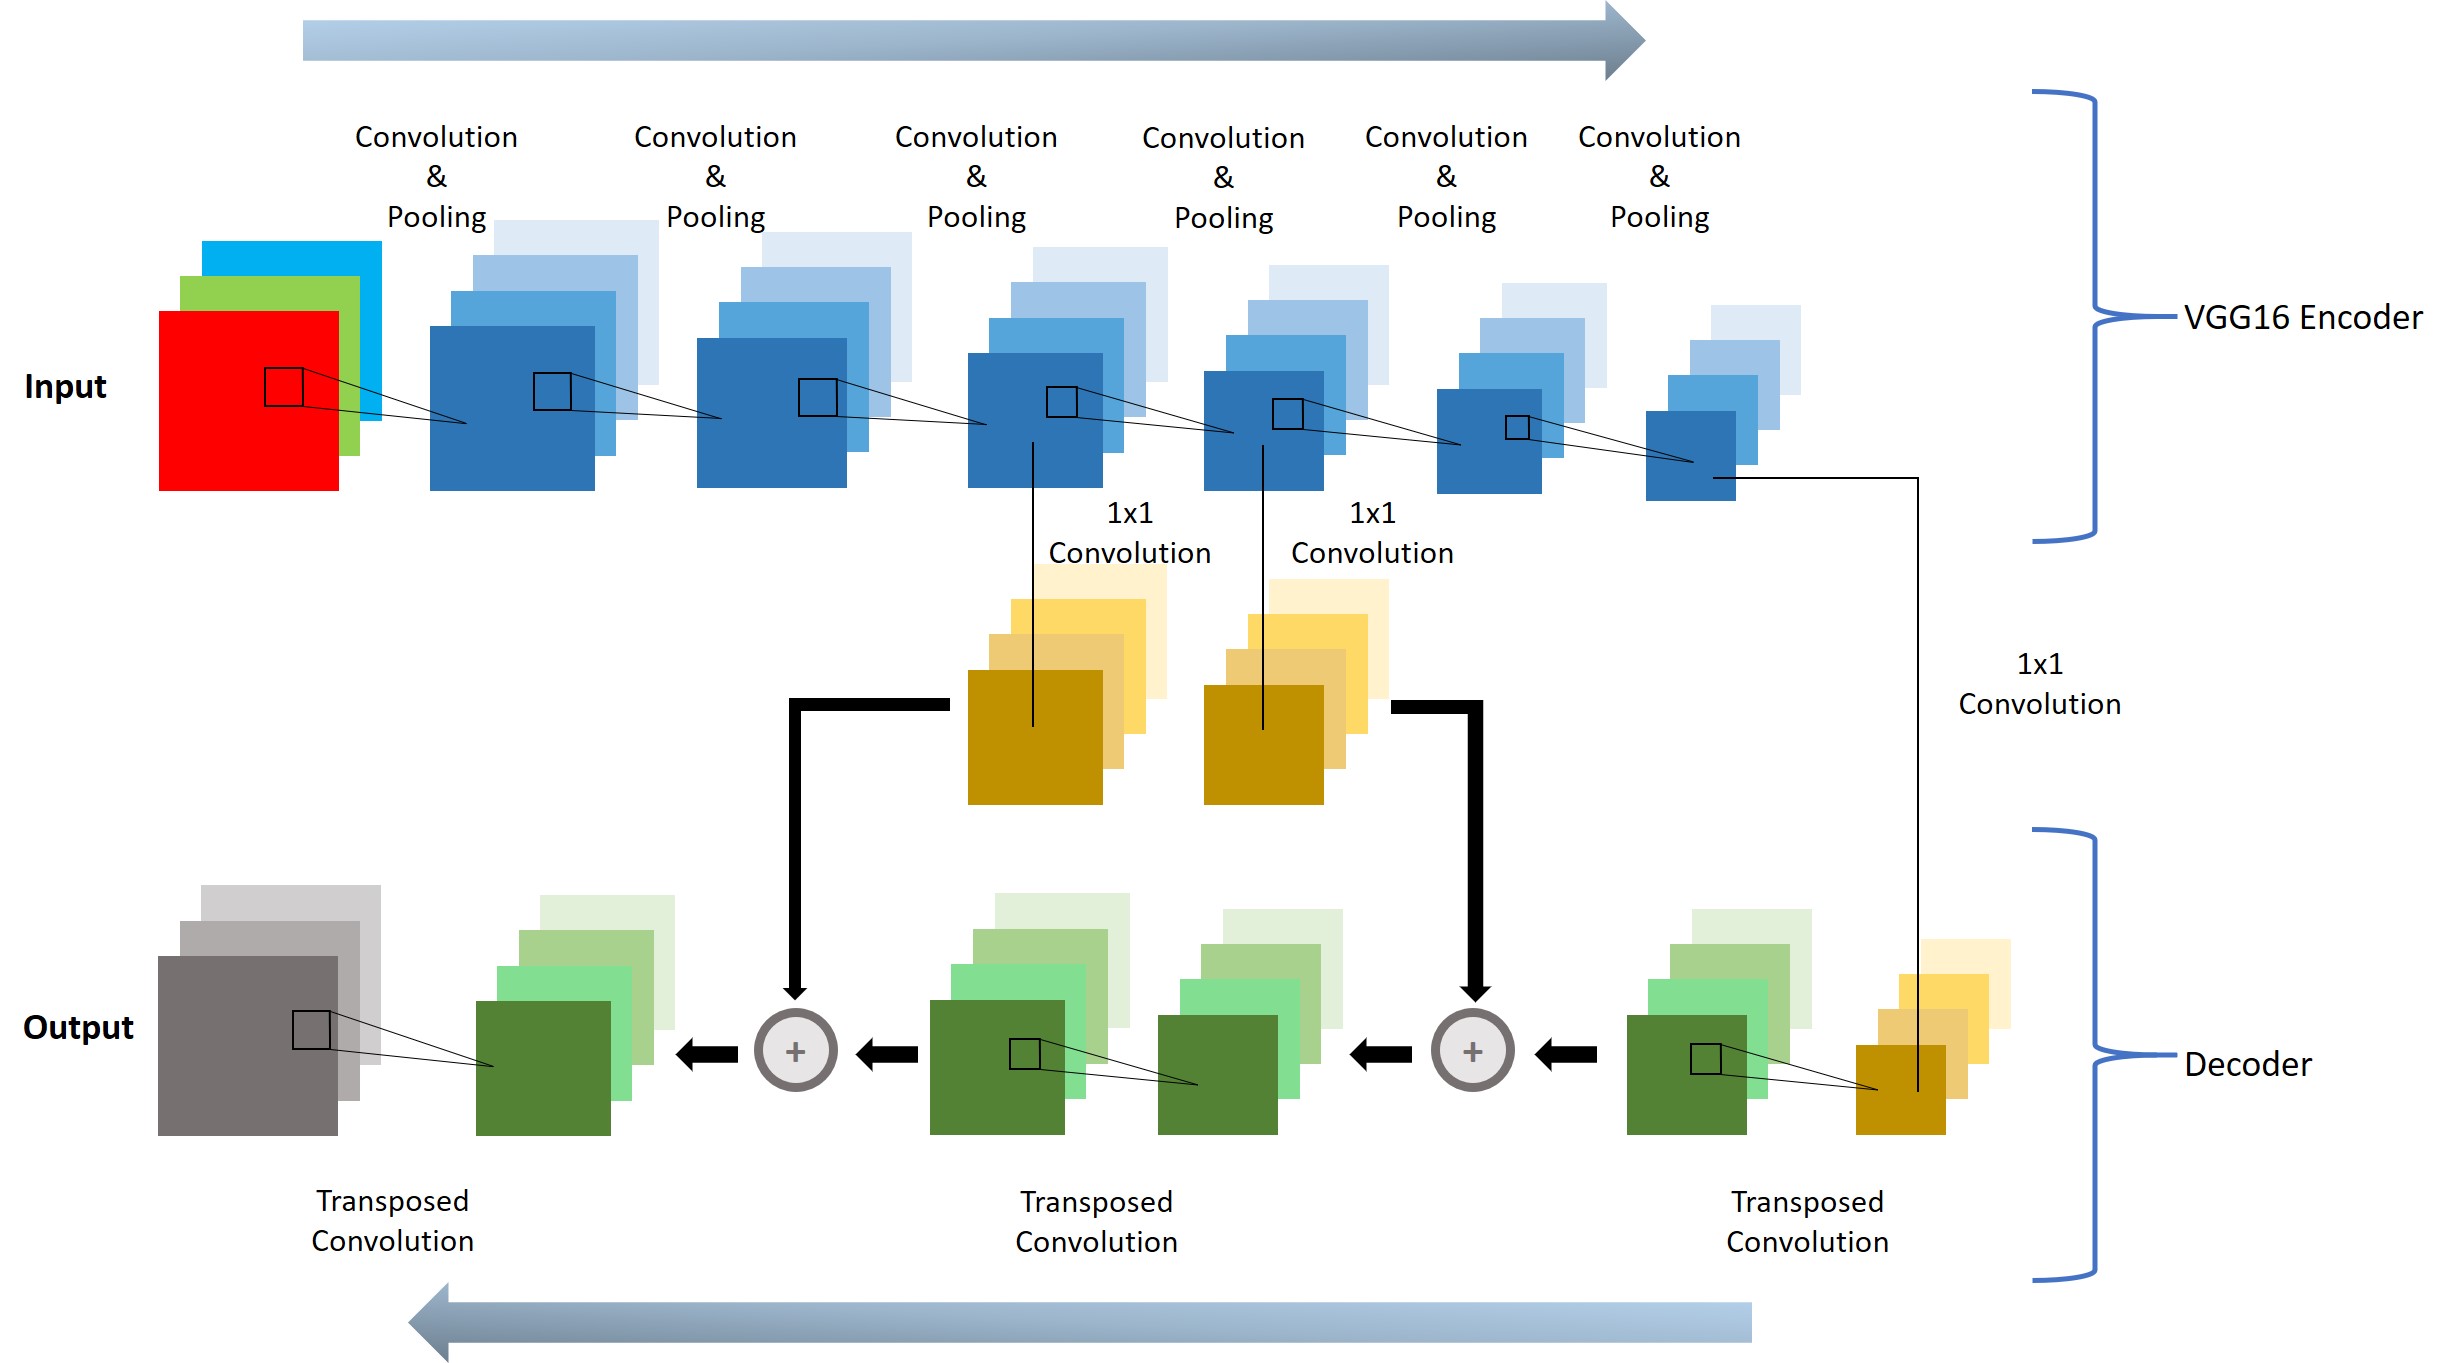 Convolution
&
Pooling
Convolution
&
Pooling
Convolution
&
Pooling
Convolution
&
Pooling
Convolution
&
Pooling
Convolution
&
Pooling
VGG16 Encoder
Input
1x1
Convolution
1x1
Convolution
1x1
Convolution
Output
+
+
Decoder
Transposed
Convolution
Transposed
Convolution
Transposed
Convolution